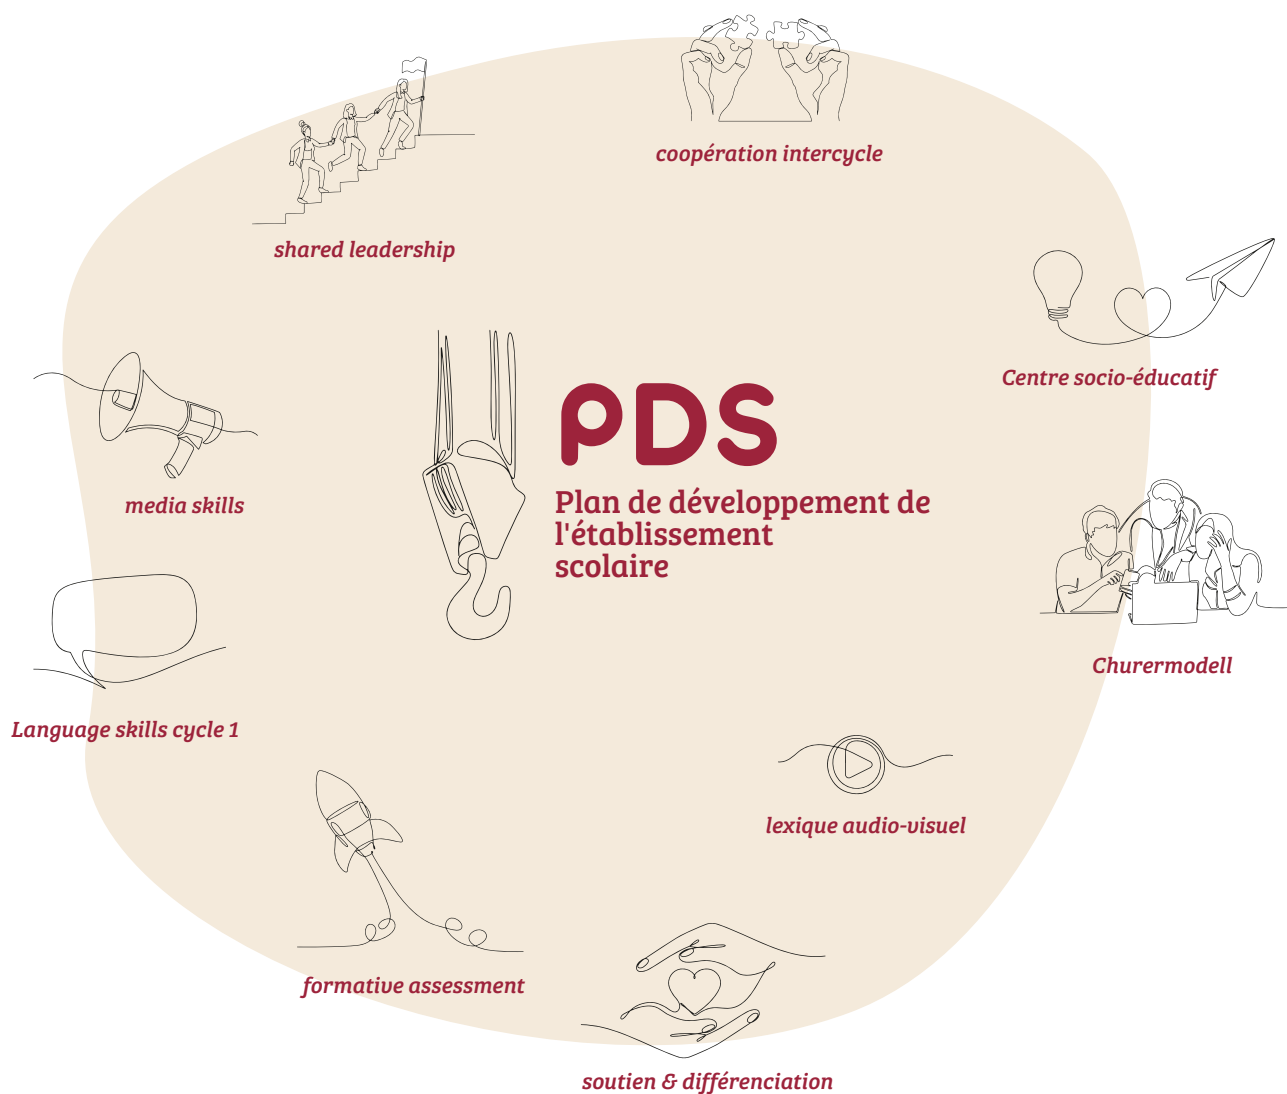 coopération intercycle
shared leadership
Centre socio-éducatif
PDS
Plan de développement de
l'établissement
scolaire
media skills
Churermodell
Language skills cycle 1
lexique audio-visuel
formative assessment
soutien & différenciation